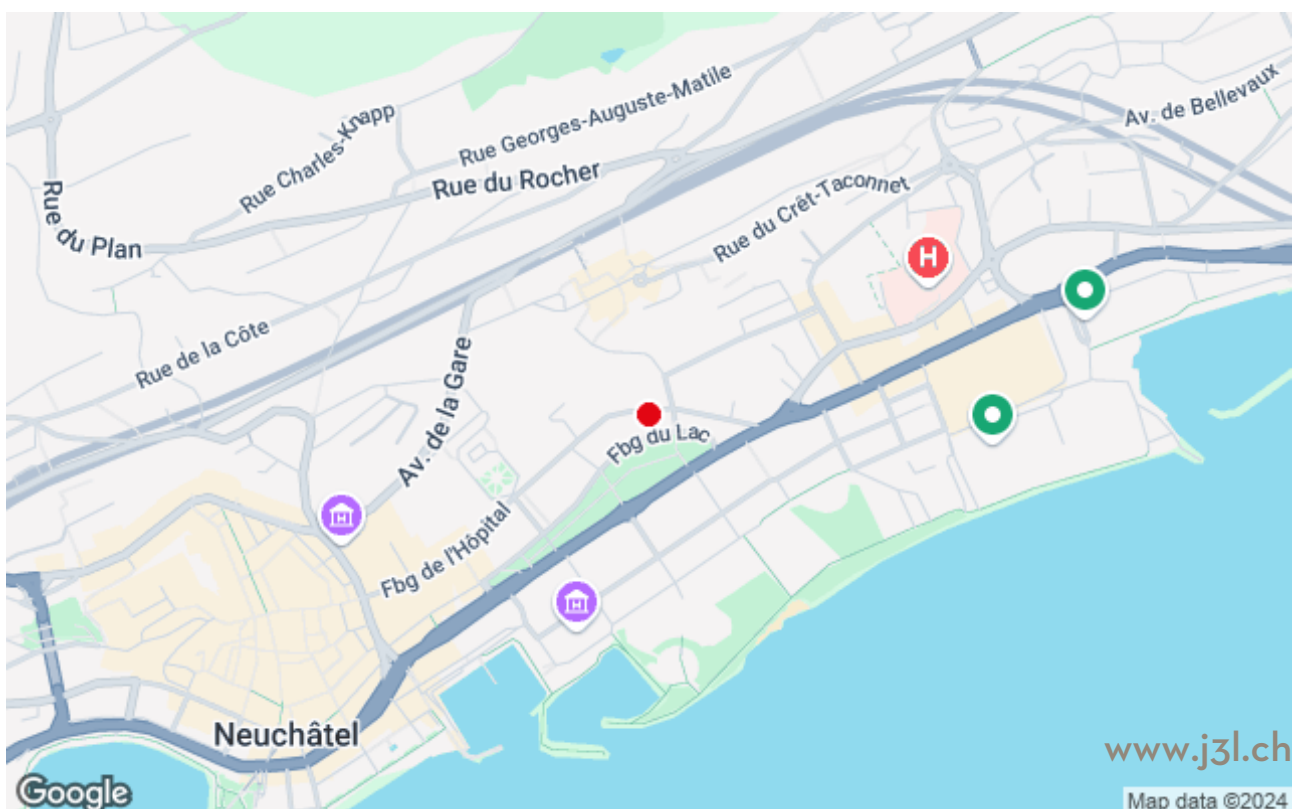 Rue Charles-Knapp
Rue Georges-Auguste-Matile
Av. de Bellevaux
Rue du Rocher
Rue du Plan
Rue du Crêt-Taconnet
H
Rue de la Côte
Av. de la Gare
Fbg du Lac
Fbg de l'Hôpital
Neuchâtel
www.j3l.ch
Google
Map data ©2024